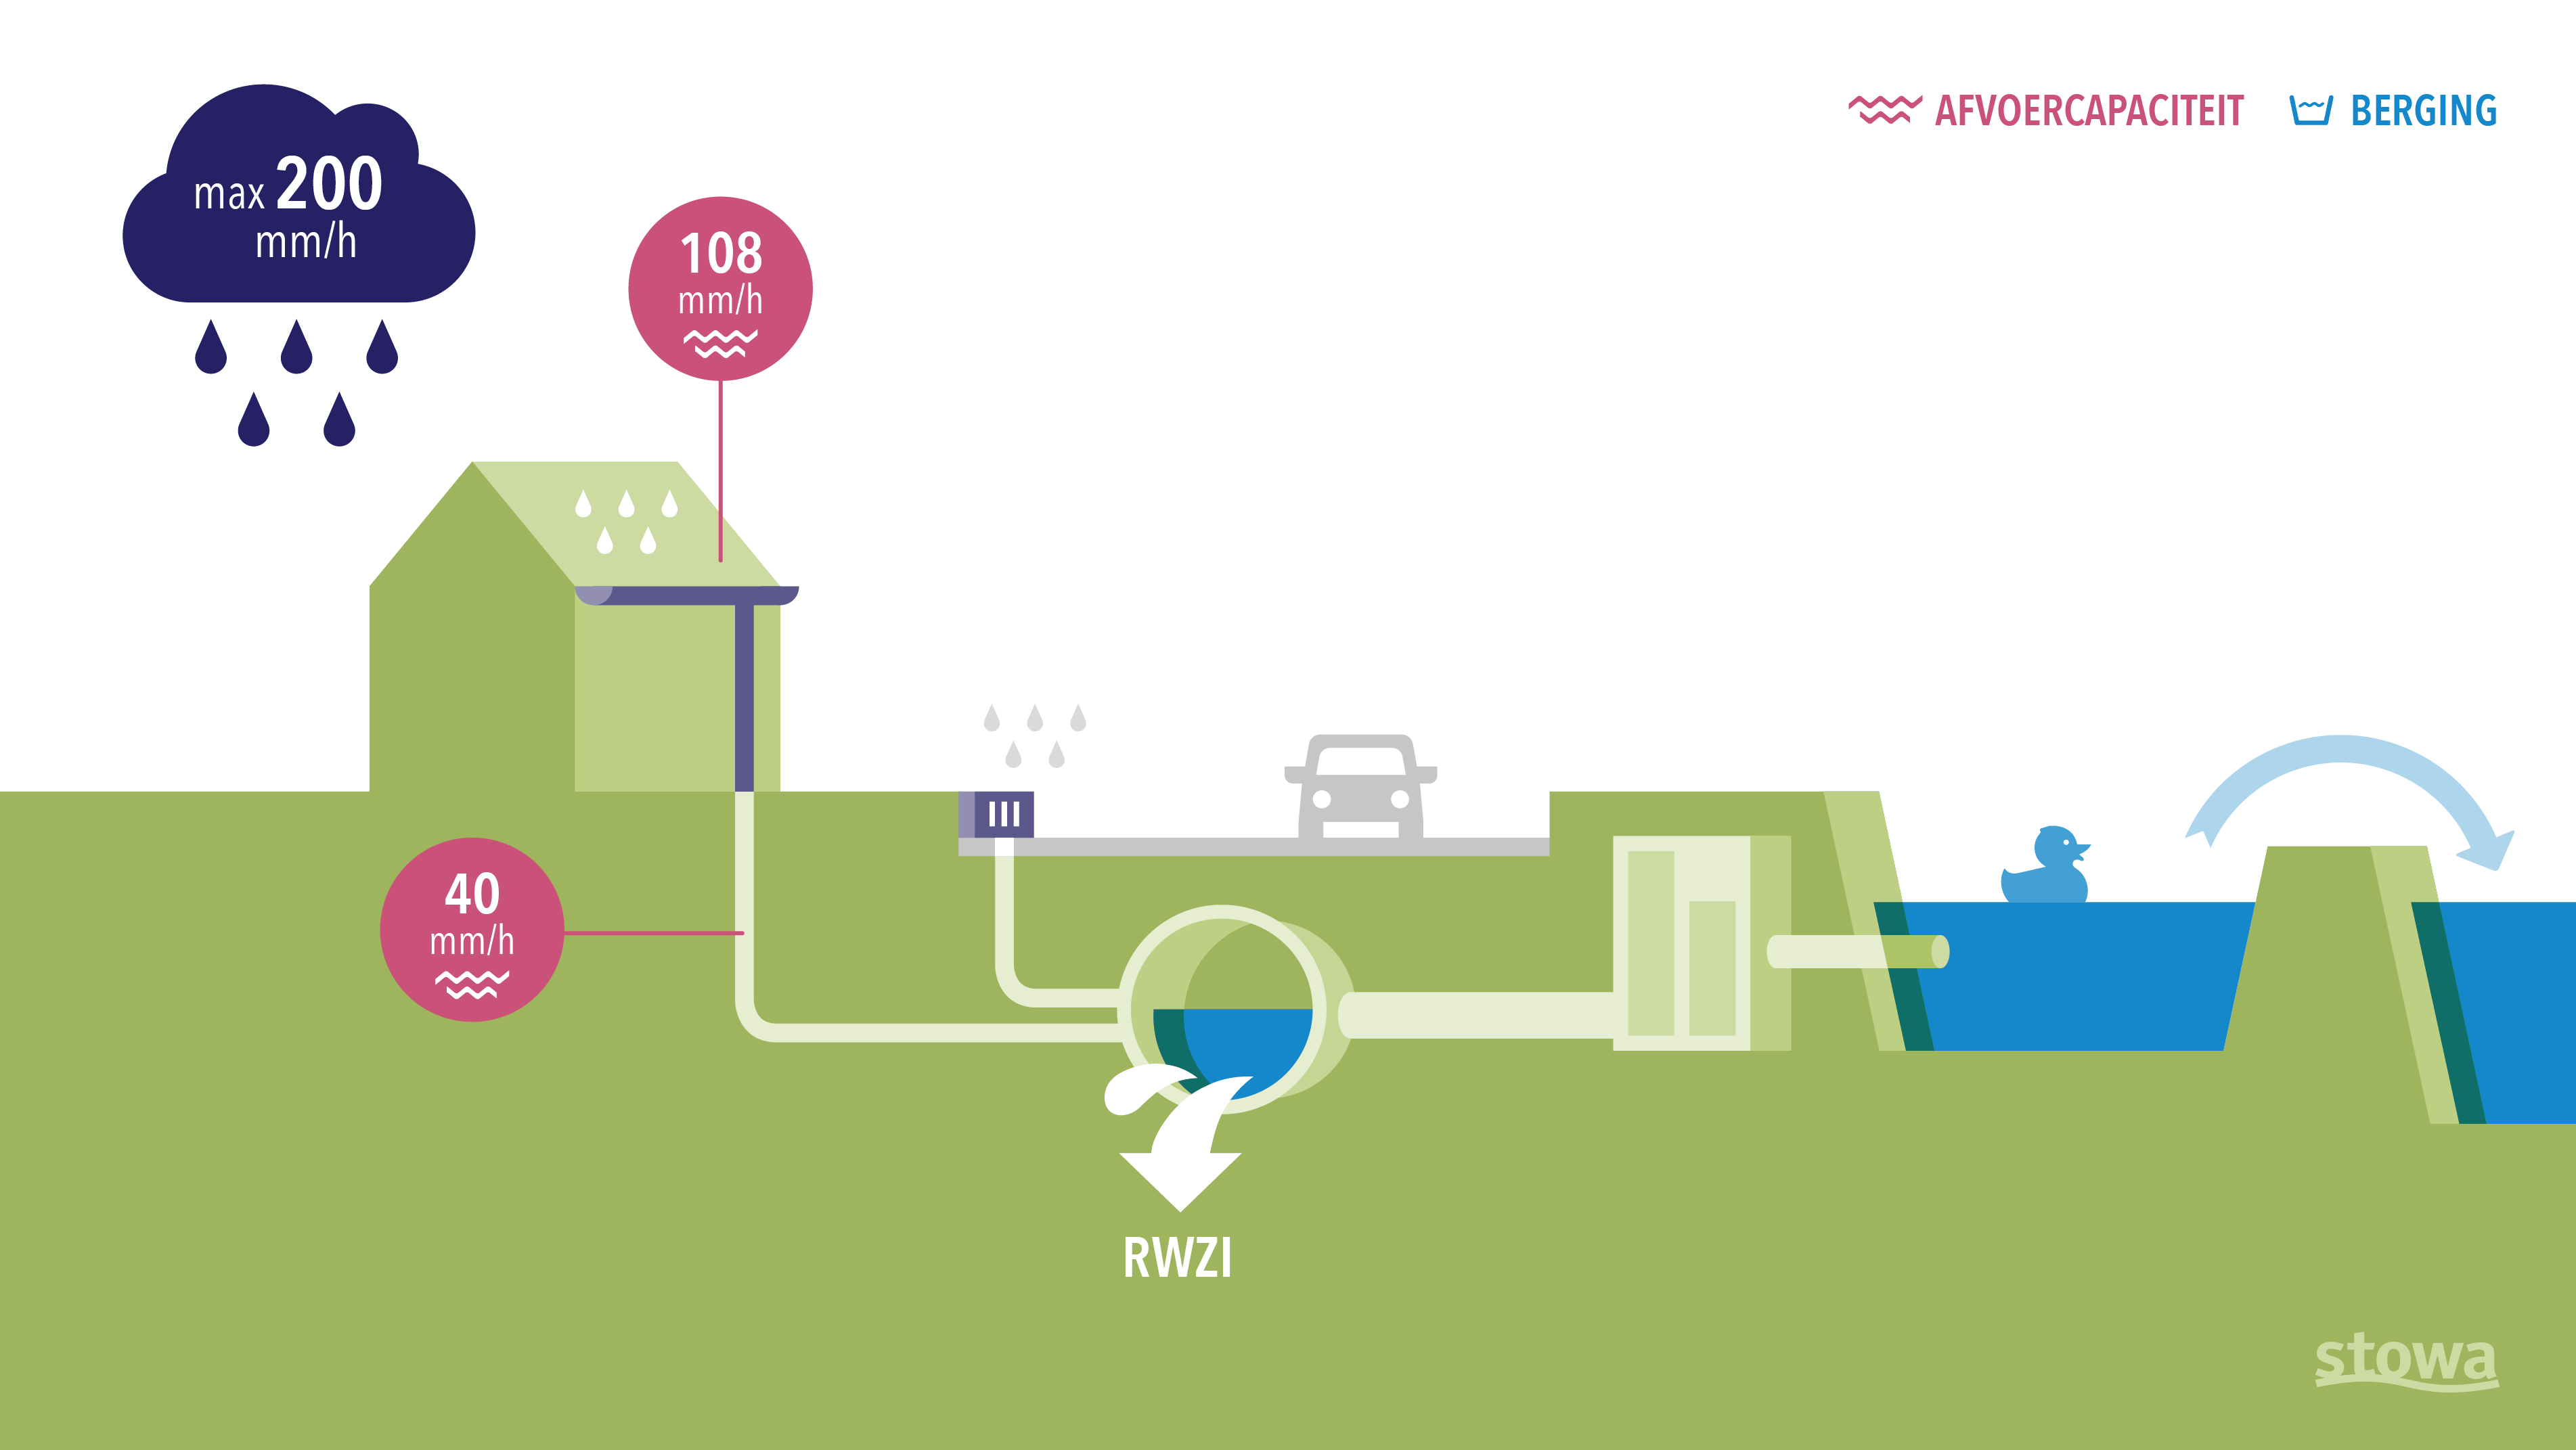 AFVOERCAPACITEIT BERGING
max 200
mm/h
108
mm/h
40
mm/h
RWZI
stowa